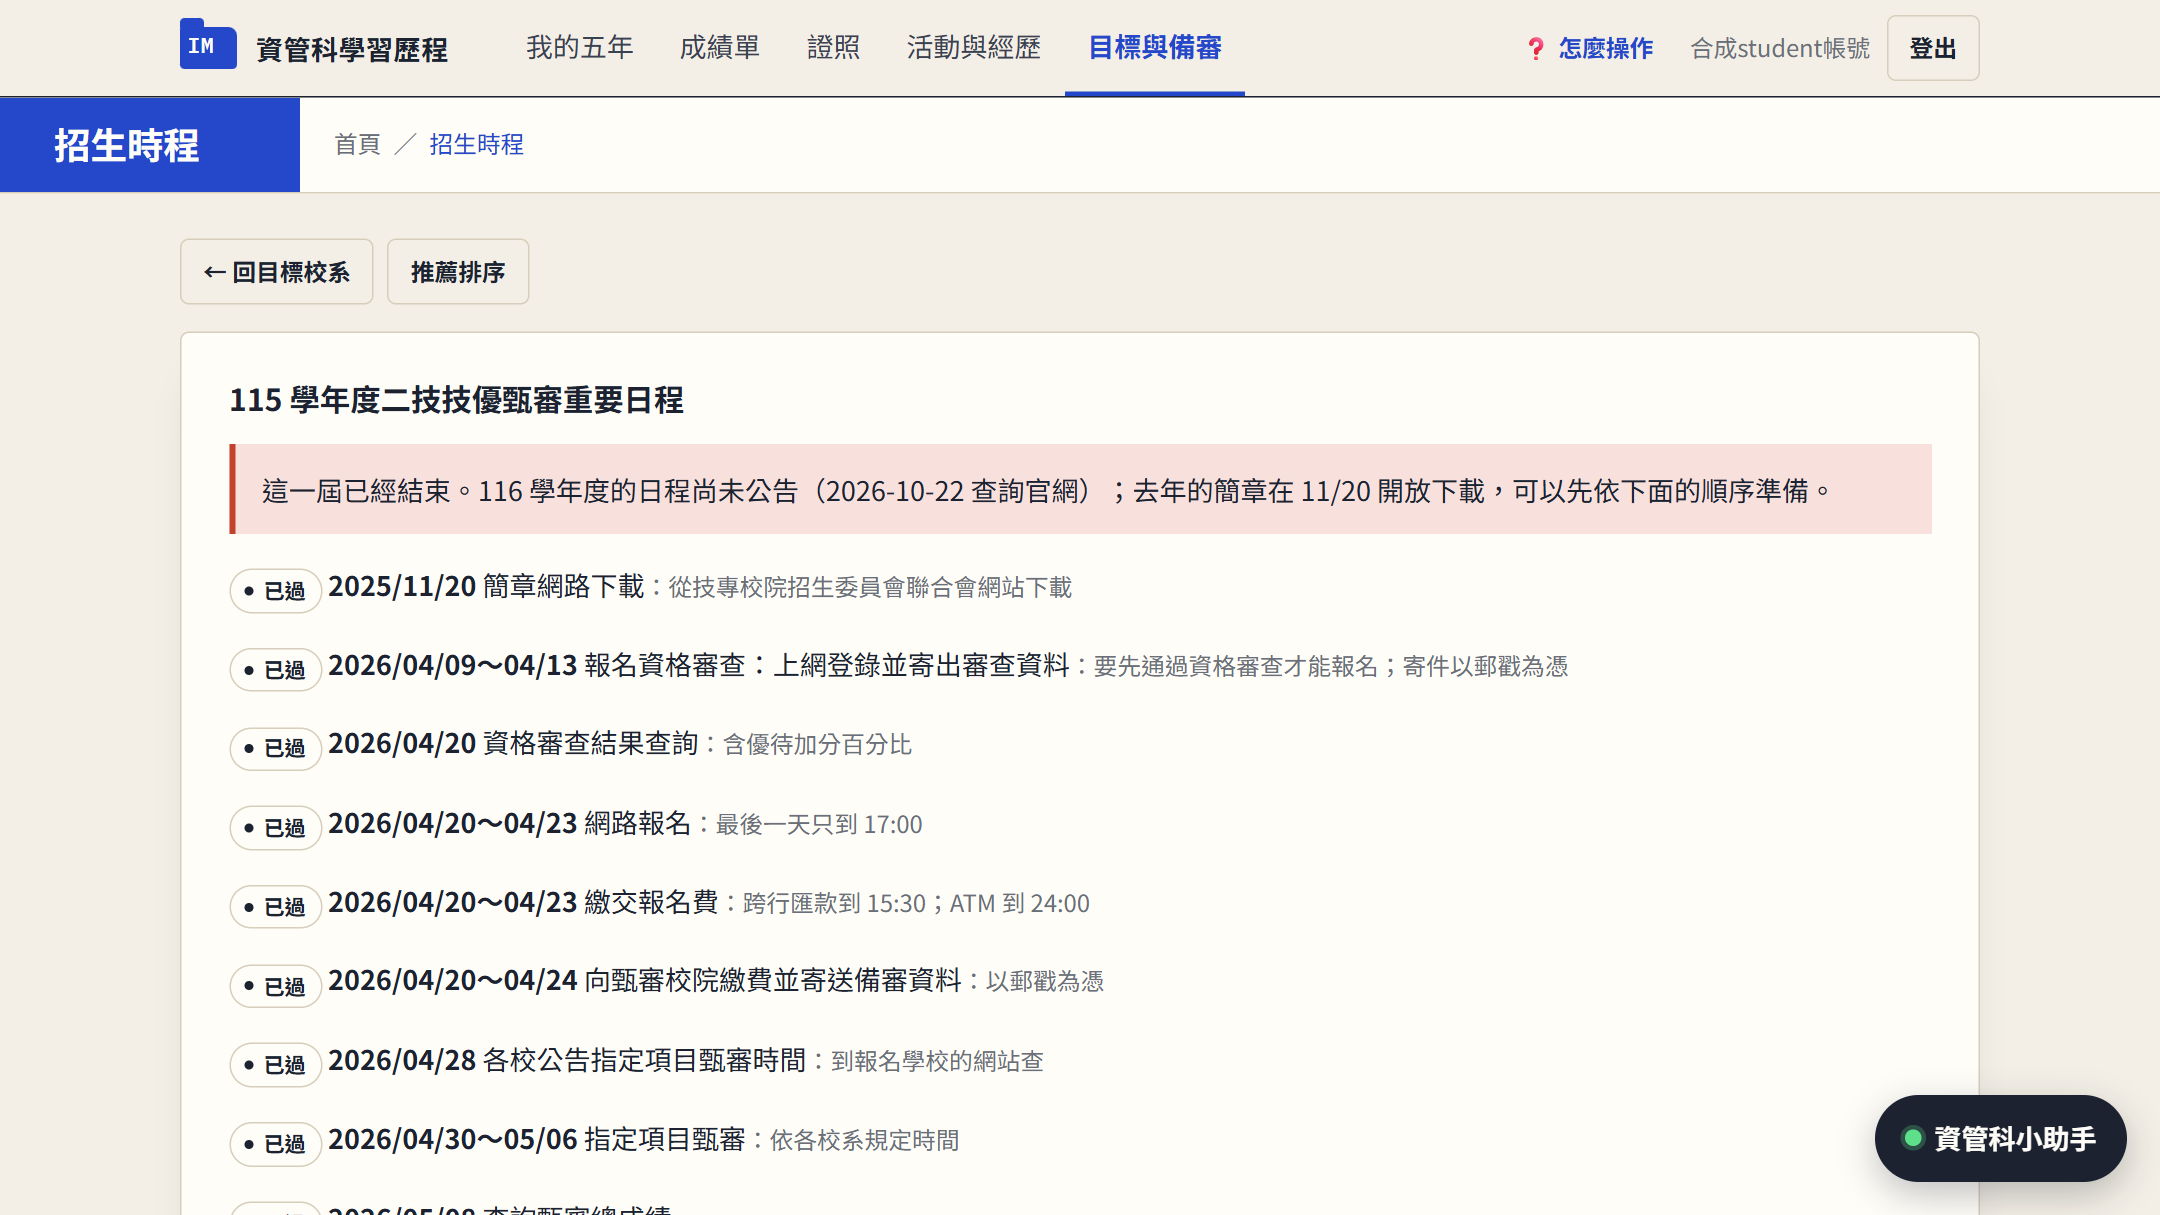 IM 資管科學習歷程 我的五年 成績單 證照 活動與經歷 目標與備審 ❓ 怎麼操作 合成student帳號 登出
招生時程 首頁 ／ 招生時程
← 回目標校系 推薦排序
115 學年度二技技優甄審重要日程
這一屆已經結束。116 學年度的日程尚未公告（2026-10-22 查詢官網）；去年的簡章在 11/20 開放下載，可以先依下面的順序準備。
• 已過 2025/11/20 簡章網路下載：從技專校院招生委員會聯合會網站下載
• 已過 2026/04/09～04/13 報名資格審查：上網登錄並寄出審查資料：要先通過資格審查才能報名；寄件以郵戳為憑
• 已過 2026/04/20 資格審查結果查詢：含優待加分百分比
• 已過 2026/04/20～04/23 網路報名：最後一天只到 17:00
• 已過 2026/04/20～04/23 繳交報名費：跨行匯款到 15:30；ATM 到 24:00
• 已過 2026/04/20～04/24 向甄審校院繳費並寄送備審資料：以郵戳為憑
• 已過 2026/04/28 各校公告指定項目甄審時間：到報名學校的網站查
• 已過 2026/04/30～05/06 指定項目甄審：依各校系規定時間
資管科小助手
2026/05/08 查詢甄審總成績